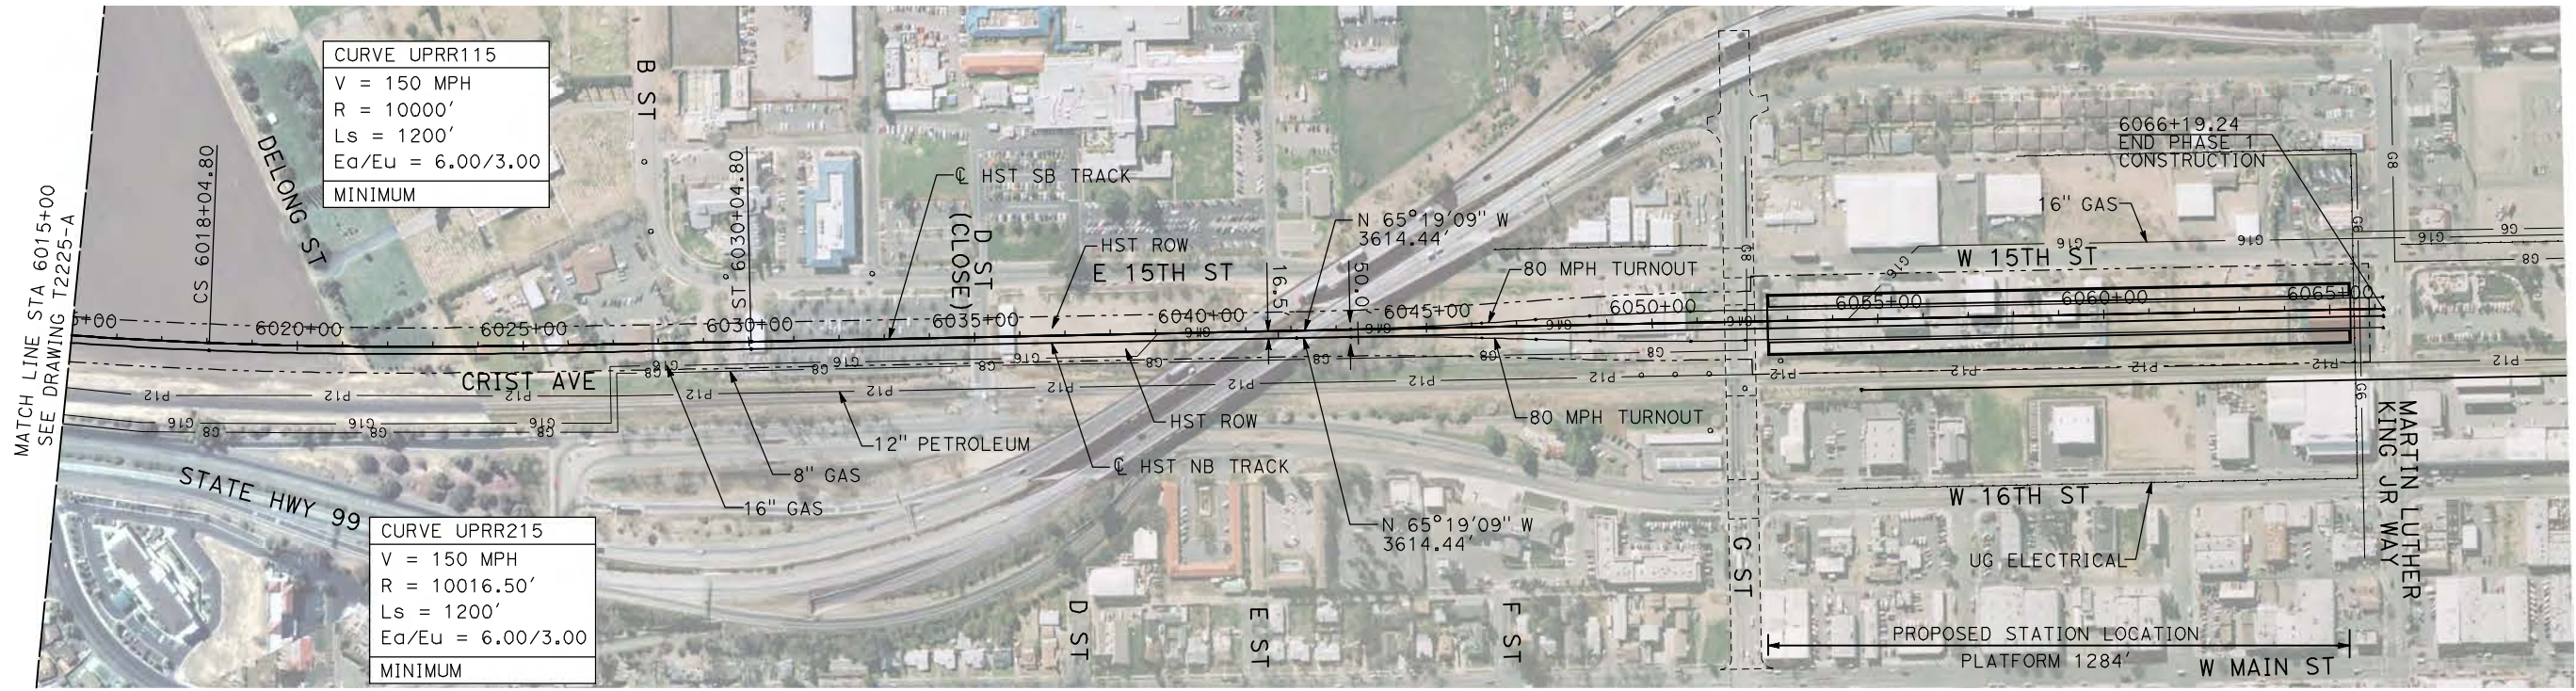 MATCH LINE STA 6015+00
SEE DRAWING T2225-A
CURVE UPRR115
V = 150 MPH
R = 10000'
Ls = 1200'
Ea/Eu = 6.00/3.00
MINIMUM
DELONG ST
B ST
CS 6018+04.80
ST 6030+04.80
D ST
(CLOSE)
℄ HST SB TRACK
HST ROW
E 15TH ST
N 65°19'09" W
3614.44'
16.5'
50.0'
80 MPH TURNOUT
6066+19.24
END PHASE 1
CONSTRUCTION
16" GAS
W 15TH ST
5+00
6020+00
6025+00
6030+00
6035+00
6040+00
6045+00
6050+00
6055+00
6060+00
6065+00
G16
G8
G6
P12
CRIST AVE
12" PETROLEUM
8" GAS
16" GAS
HST ROW
℄ HST NB TRACK
80 MPH TURNOUT
N 65°19'09" W
3614.44'
STATE HWY 99
CURVE UPRR215
V = 150 MPH
R = 10016.50'
Ls = 1200'
Ea/Eu = 6.00/3.00
MINIMUM
D ST
E ST
F ST
G ST
W 16TH ST
UG ELECTRICAL
MARTIN LUTHER
KING JR WAY
PROPOSED STATION LOCATION
PLATFORM 1284'
W MAIN ST